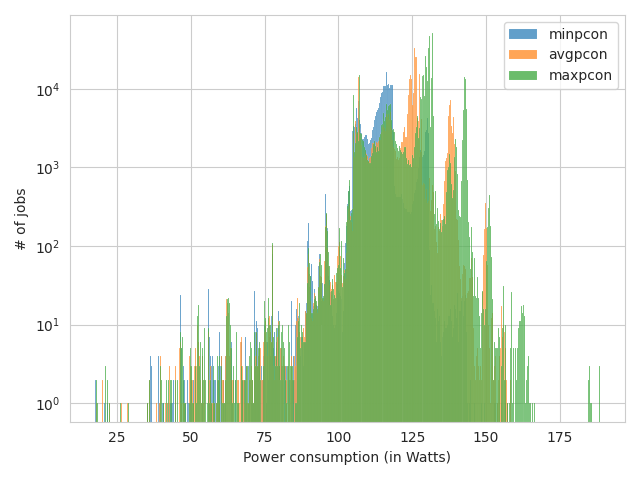 minpcon
avgpcon
maxpcon
# of jobs
10^4
10^3
10^2
10^1
10^0
25 50 75 100 125 150 175
Power consumption (in Watts)